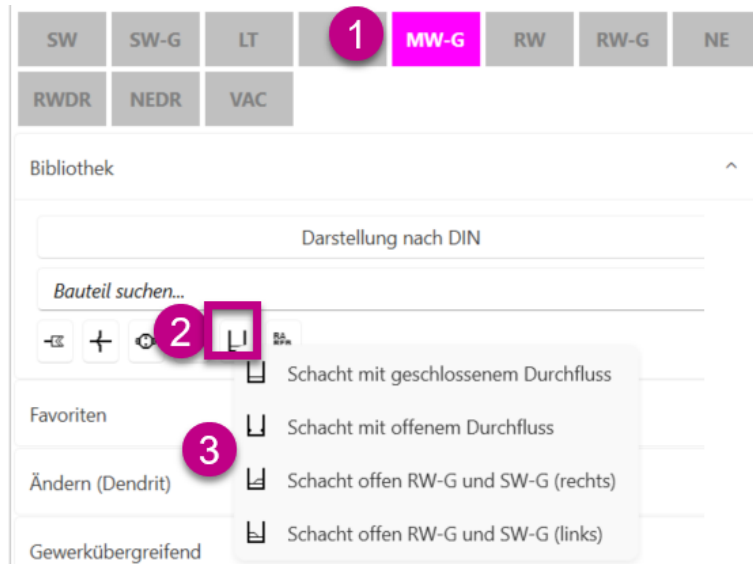 SW SW-G LT 1 MW-G RW RW-G NE
RWDR NEDR VAC
Bibliothek
Darstellung nach DIN
Bauteil suchen...
2
Schacht mit geschlossenem Durchfluss
Favoriten
Schacht mit offenem Durchfluss
3
Ändern (Dendrit)
Schacht offen RW-G und SW-G (rechts)
Schacht offen RW-G und SW-G (links)
Gewerkübergreifend